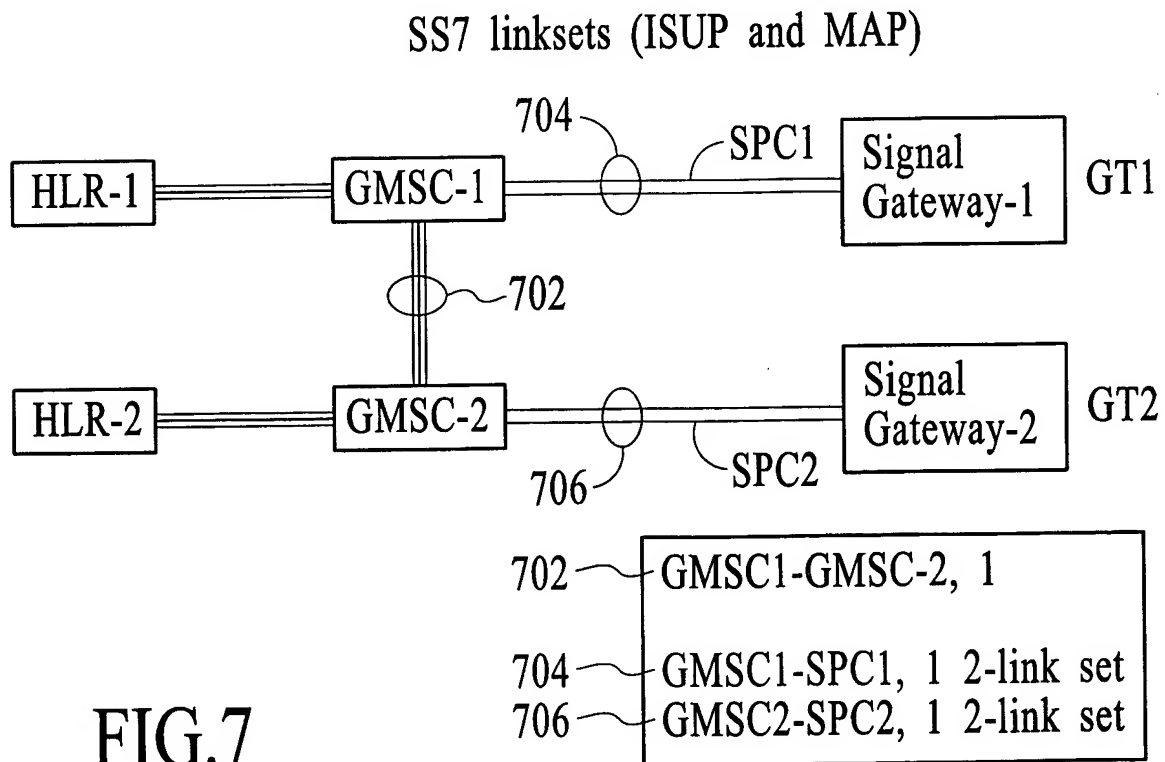 SS7 linksets (ISUP and MAP)
704
SPC1
HLR-1
GMSC-1
Signal
Gateway-1
GT1
702
HLR-2
GMSC-2
Signal
Gateway-2
GT2
706
SPC2
702 GMSC1-GMSC-2, 1
704 GMSC1-SPC1, 1 2-link set
706 GMSC2-SPC2, 1 2-link set
FIG.7